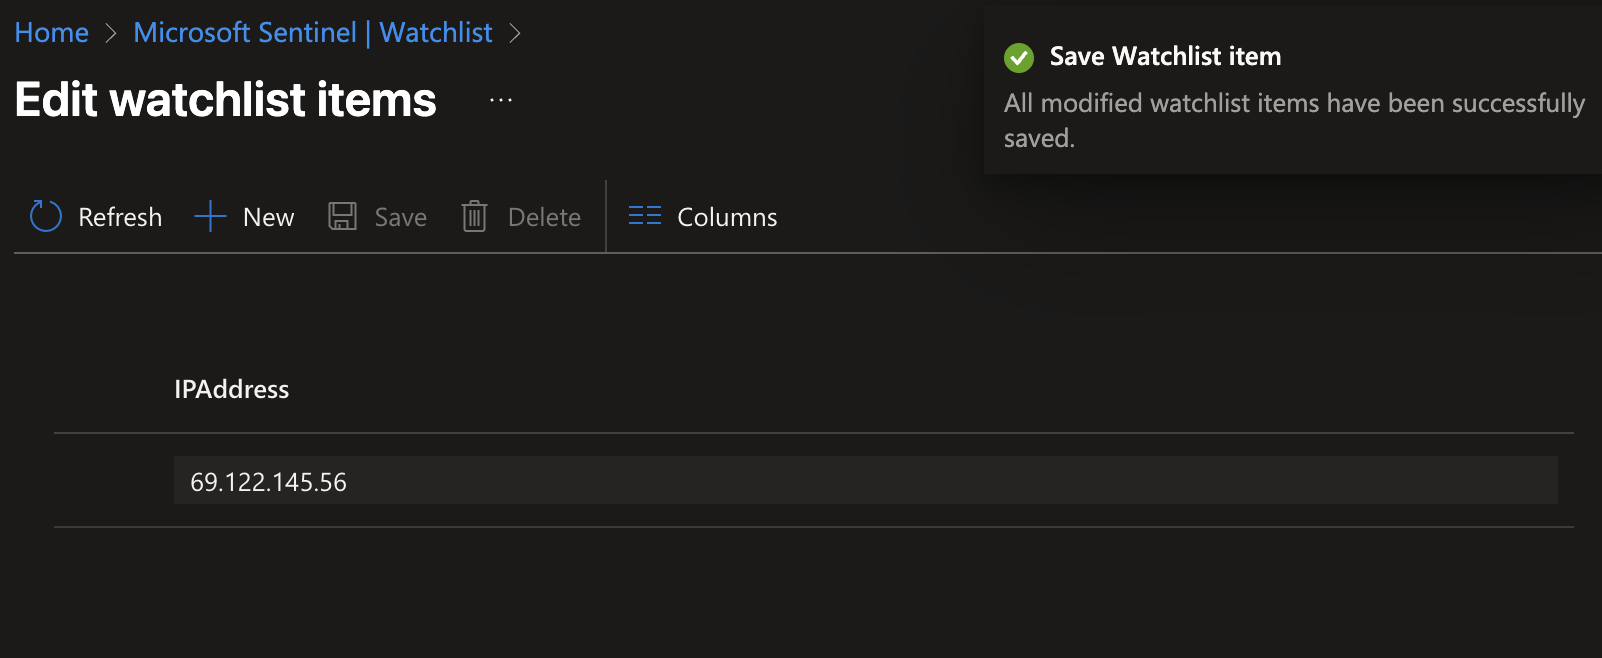 Home > Microsoft Sentinel | Watchlist >
Edit watchlist items ...
Save Watchlist item
All modified watchlist items have been successfully
saved.
Refresh New Save Delete Columns
IPAddress
69.122.145.56